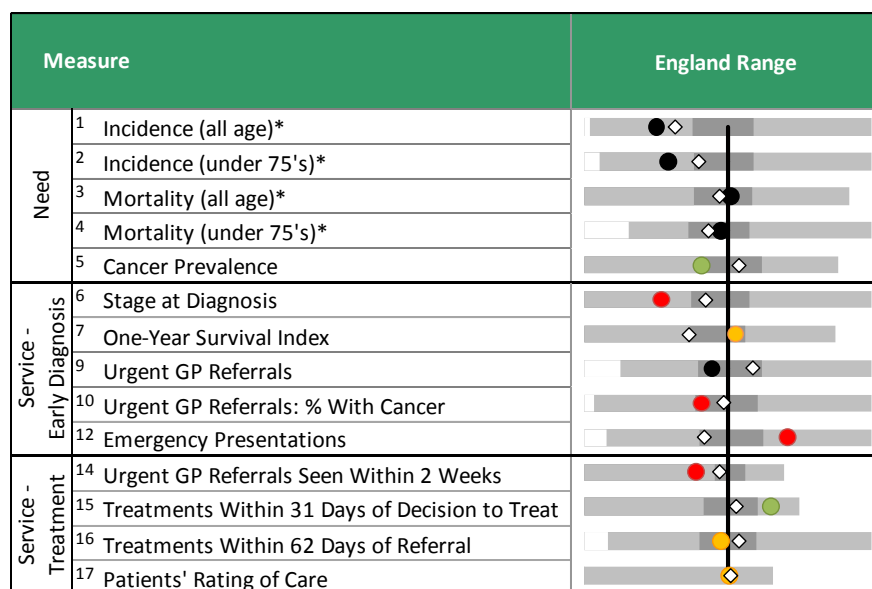 Measure
England Range
Need
1 Incidence (all age)*
2 Incidence (under 75's)*
3 Mortality (all age)*
4 Mortality (under 75's)*
5 Cancer Prevalence
Service -
Early Diagnosis
6 Stage at Diagnosis
7 One-Year Survival Index
9 Urgent GP Referrals
10 Urgent GP Referrals: % With Cancer
12 Emergency Presentations
Service -
Treatment
14 Urgent GP Referrals Seen Within 2 Weeks
15 Treatments Within 31 Days of Decision to Treat
16 Treatments Within 62 Days of Referral
17 Patients' Rating of Care